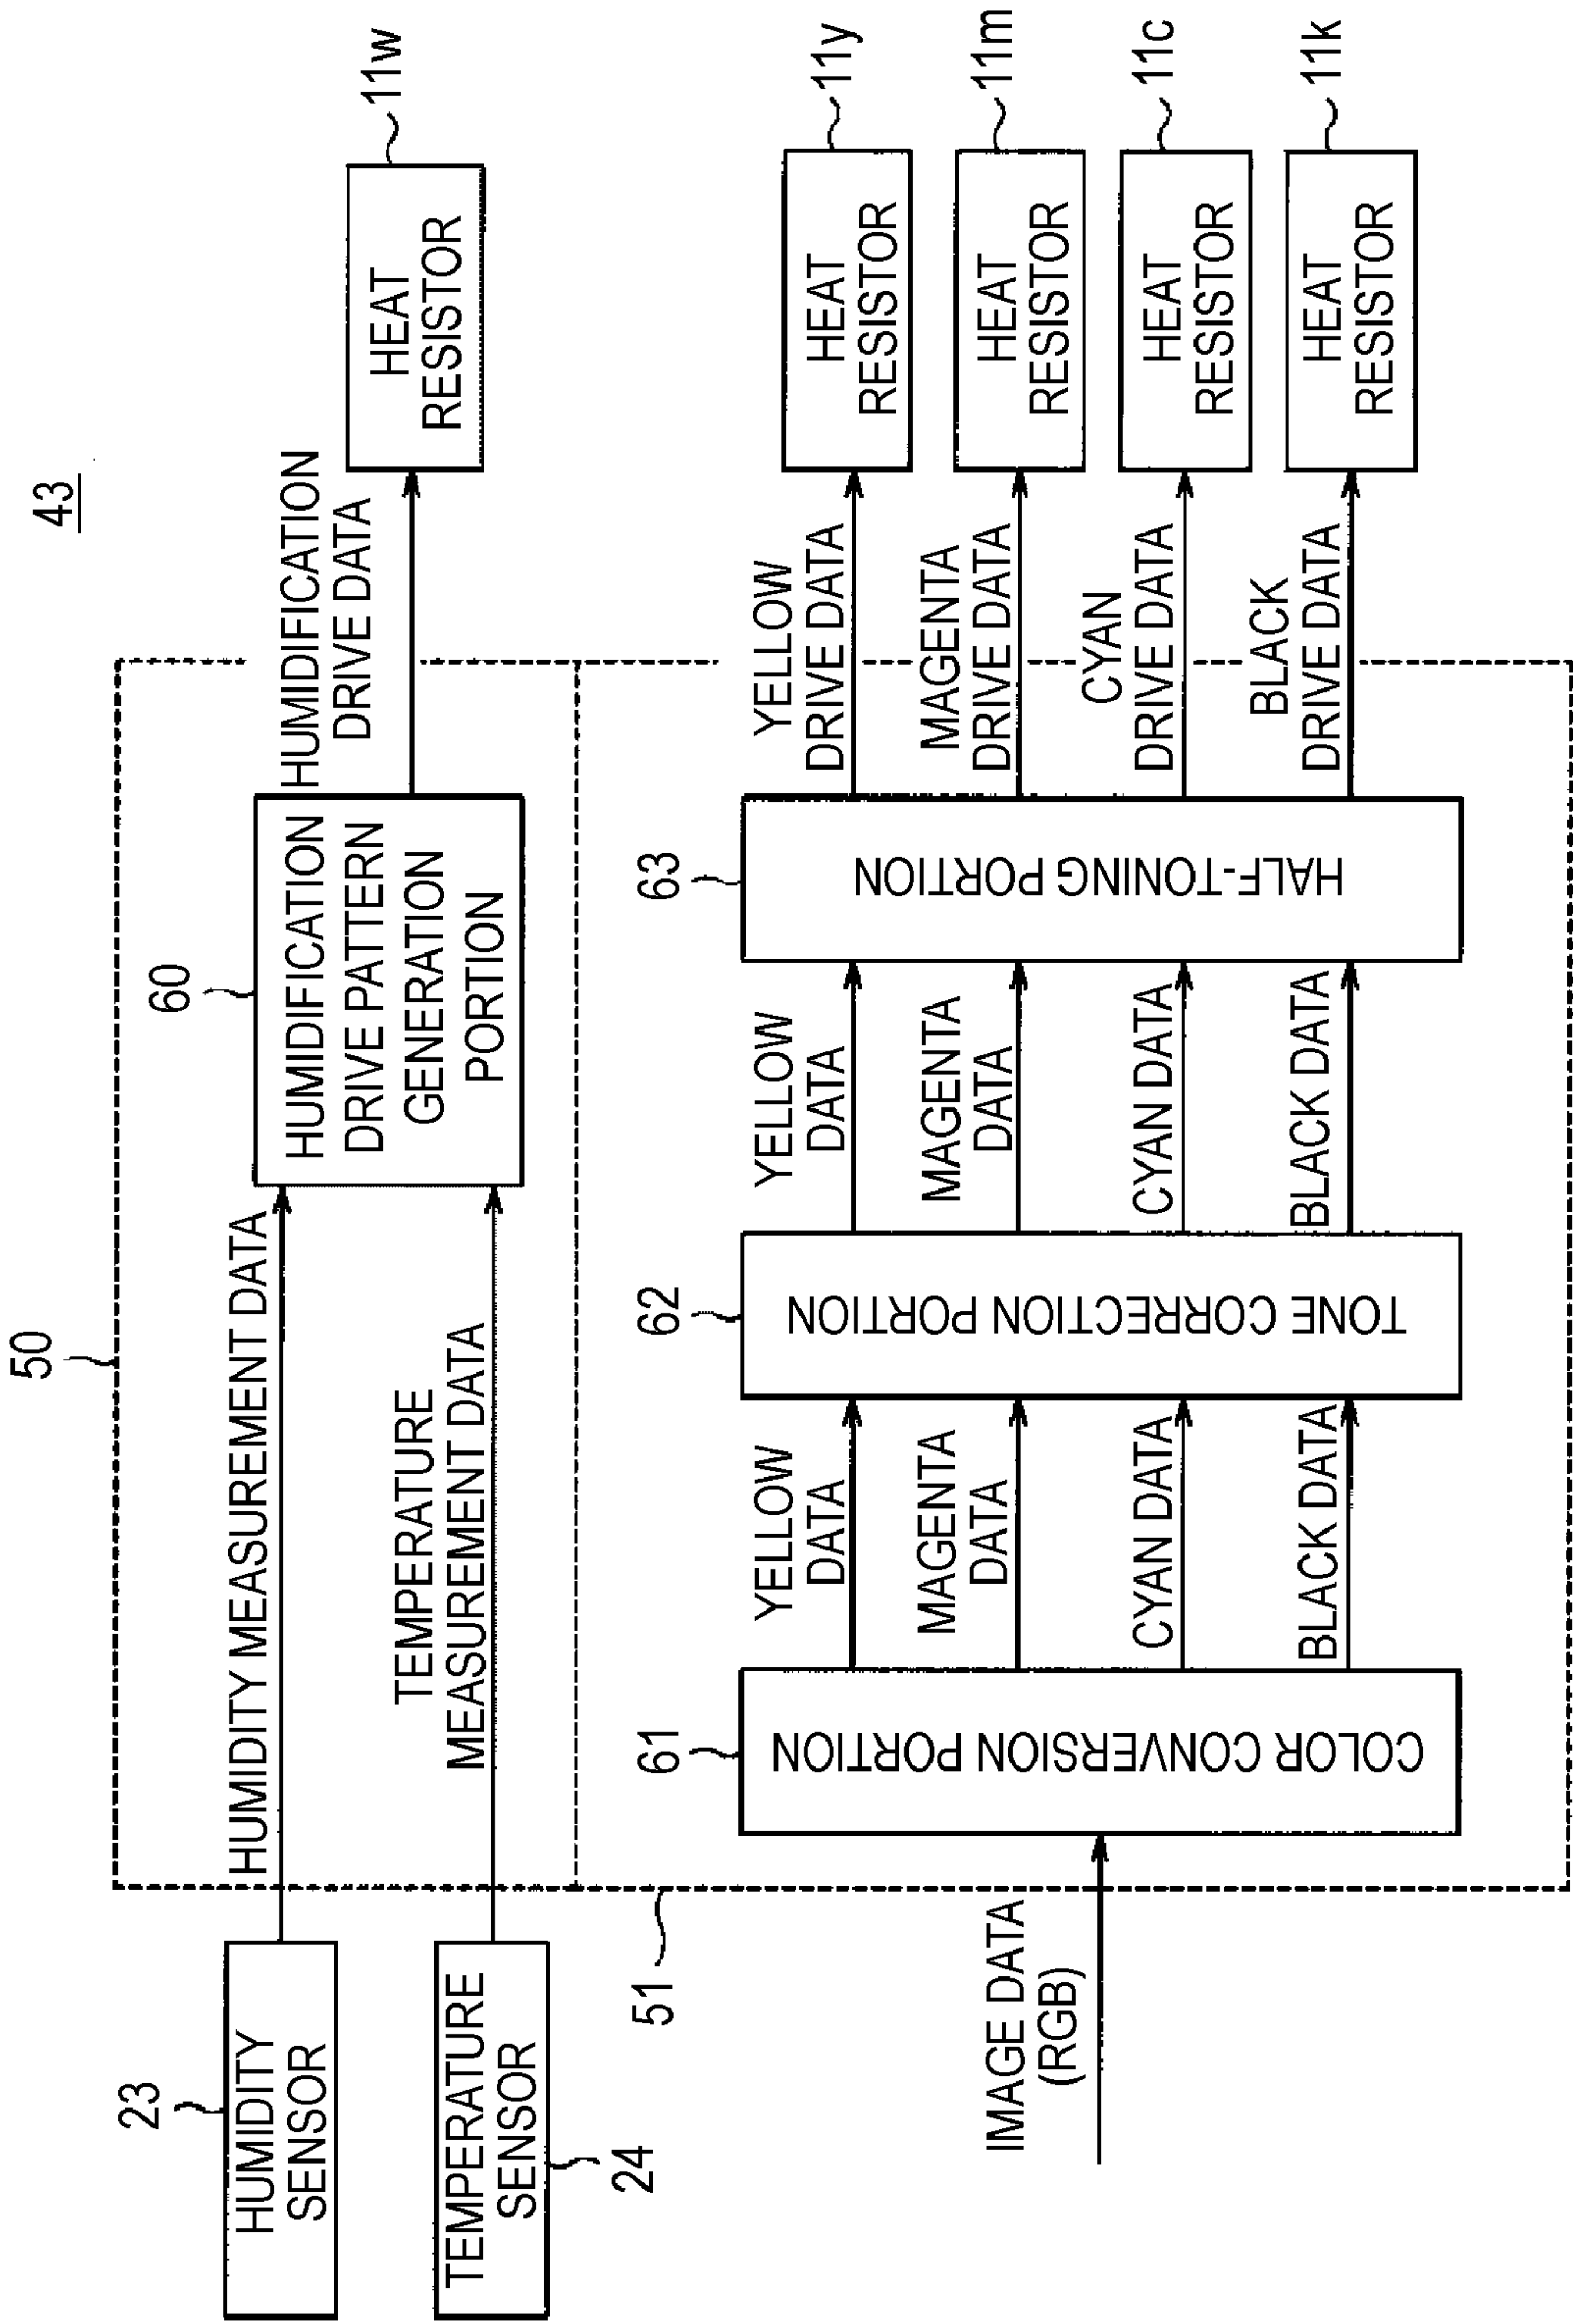 43
50
23
HUMIDITY
SENSOR
HUMIDITY MEASUREMENT DATA
TEMPERATURE
SENSOR
24
TEMPERATURE
MEASUREMENT DATA
60
HUMIDIFICATION
DRIVE PATTERN
GENERATION
PORTION
HUMIDIFICATION
DRIVE DATA
HEAT
RESISTOR
11w
51
IMAGE DATA
(RGB)
61
COLOR CONVERSION PORTION
YELLOW
DATA
MAGENTA
DATA
CYAN DATA
BLACK DATA
62
TONE CORRECTION PORTION
YELLOW
DATA
MAGENTA
DATA
CYAN DATA
BLACK DATA
63
HALF-TONING PORTION
YELLOW
DRIVE DATA
MAGENTA
DRIVE DATA
CYAN
DRIVE DATA
BLACK
DRIVE DATA
HEAT
RESISTOR
11y
HEAT
RESISTOR
11m
HEAT
RESISTOR
11c
HEAT
RESISTOR
11k